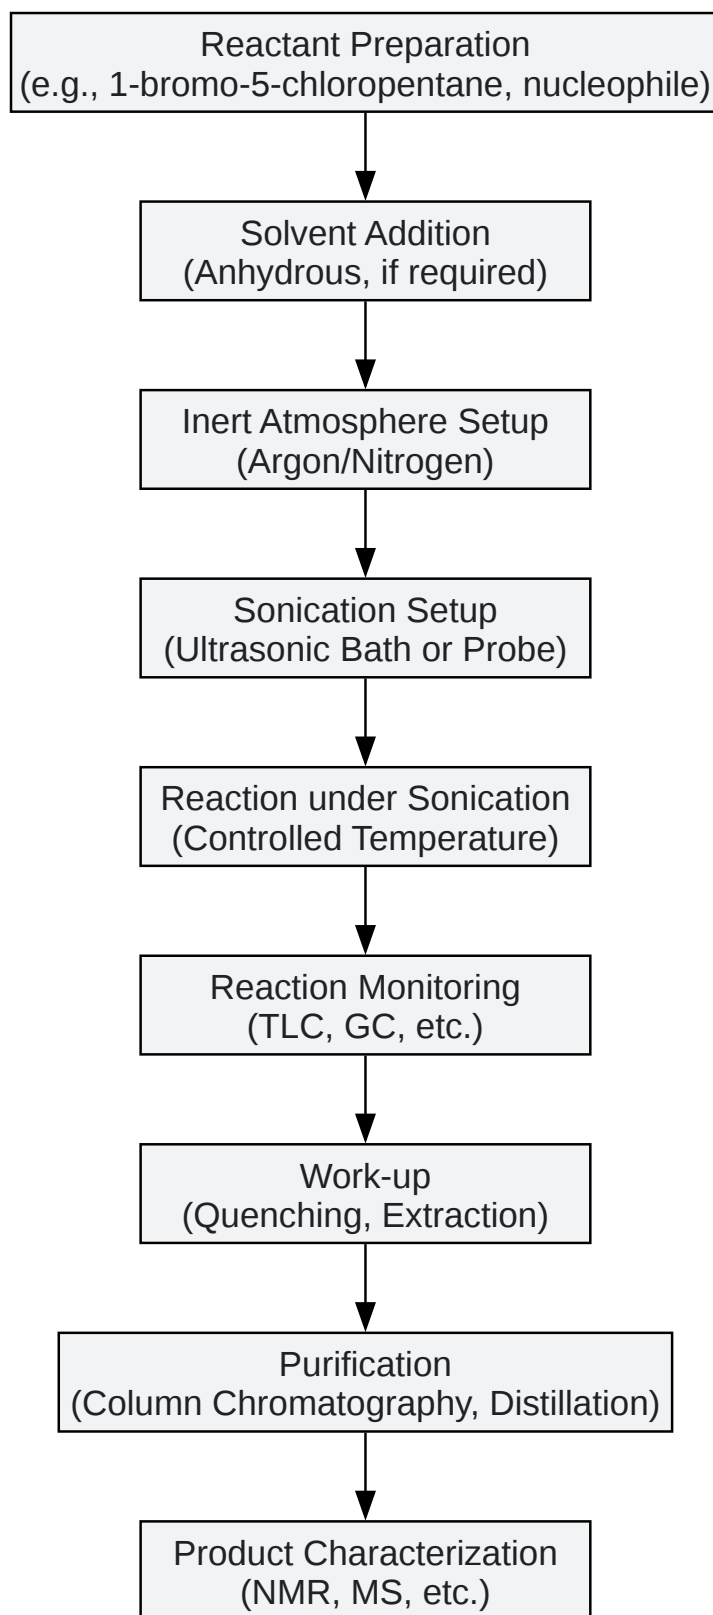 Reactant Preparation
(e.g., 1-bromo-5-chloropentane, nucleophile)
Solvent Addition
(Anhydrous, if required)
Inert Atmosphere Setup
(Argon/Nitrogen)
Sonication Setup
(Ultrasonic Bath or Probe)
Reaction under Sonication
(Controlled Temperature)
Reaction Monitoring
(TLC, GC, etc.)
Work-up
(Quenching, Extraction)
Purification
(Column Chromatography, Distillation)
Product Characterization
(NMR, MS, etc.)